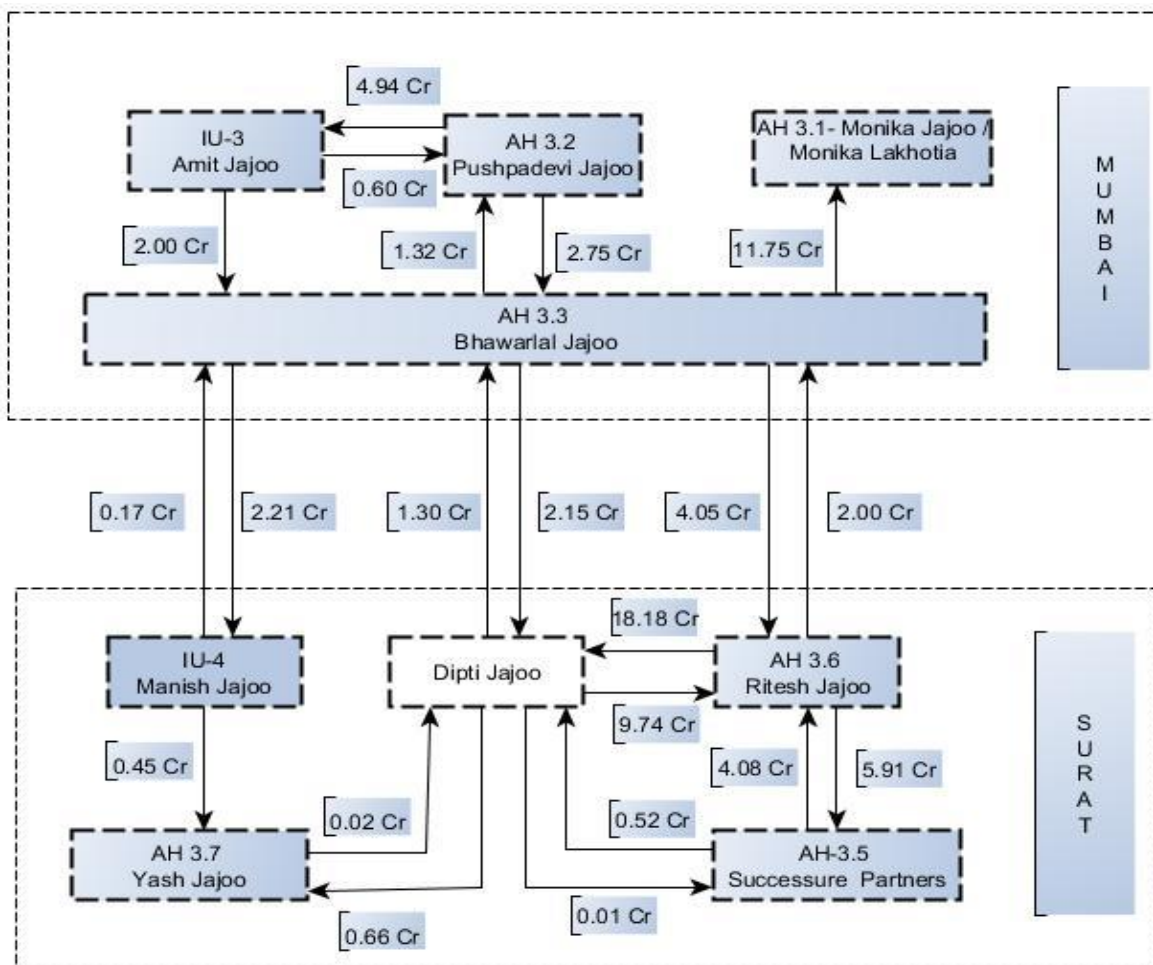 4.94 Cr
IU-3
Amit Jajoo
AH 3.2
Pushpadevi Jajoo
AH 3.1- Monika Jajoo /
Monika Lakhotia
0.60 Cr
2.00 Cr
1.32 Cr
2.75 Cr
11.75 Cr
MUMBAI
AH 3.3
Bhawarlal Jajoo
0.17 Cr
2.21 Cr
1.30 Cr
2.15 Cr
4.05 Cr
2.00 Cr
18.18 Cr
IU-4
Manish Jajoo
Dipti Jajoo
AH 3.6
Ritesh Jajoo
9.74 Cr
0.45 Cr
4.08 Cr
5.91 Cr
SURAT
0.02 Cr
0.52 Cr
AH 3.7
Yash Jajoo
AH-3.5
Successure Partners
0.66 Cr
0.01 Cr